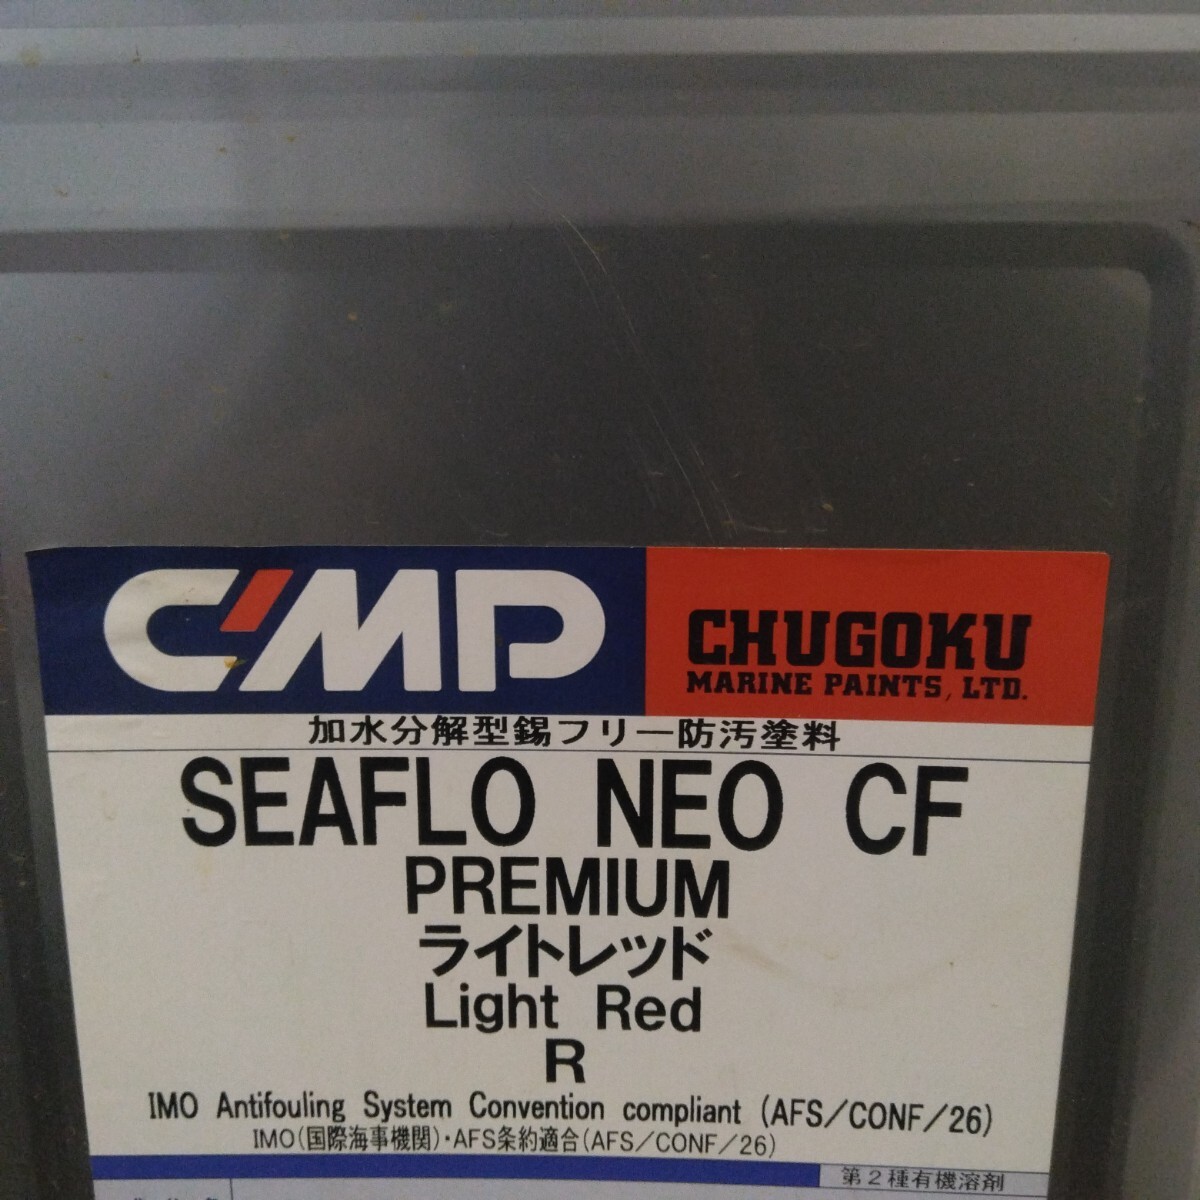 CMP
CHUGOKU
MARINE PAINTS, LTD.
加水分解型錫フリー防汚塗料
SEAFLO NEO CF
PREMIUM
ライトレッド
Light Red
R
IMO Antifouling System Convention compliant (AFS/CONF/26)
IMO(国際海事機関)・AFS条約適合(AFS/CONF/26)
第2種有機溶剤